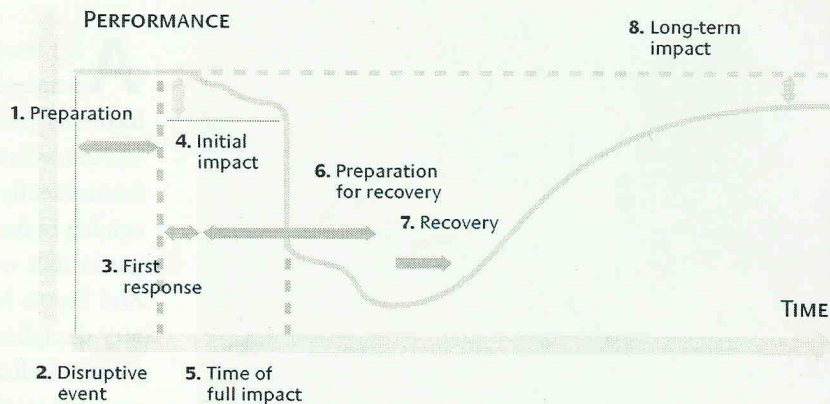 PERFORMANCE
8. Long-term
impact
1. Preparation
4. Initial
impact
6. Preparation
for recovery
7. Recovery
3. First
response
TIME
2. Disruptive
event
5. Time of
full impact